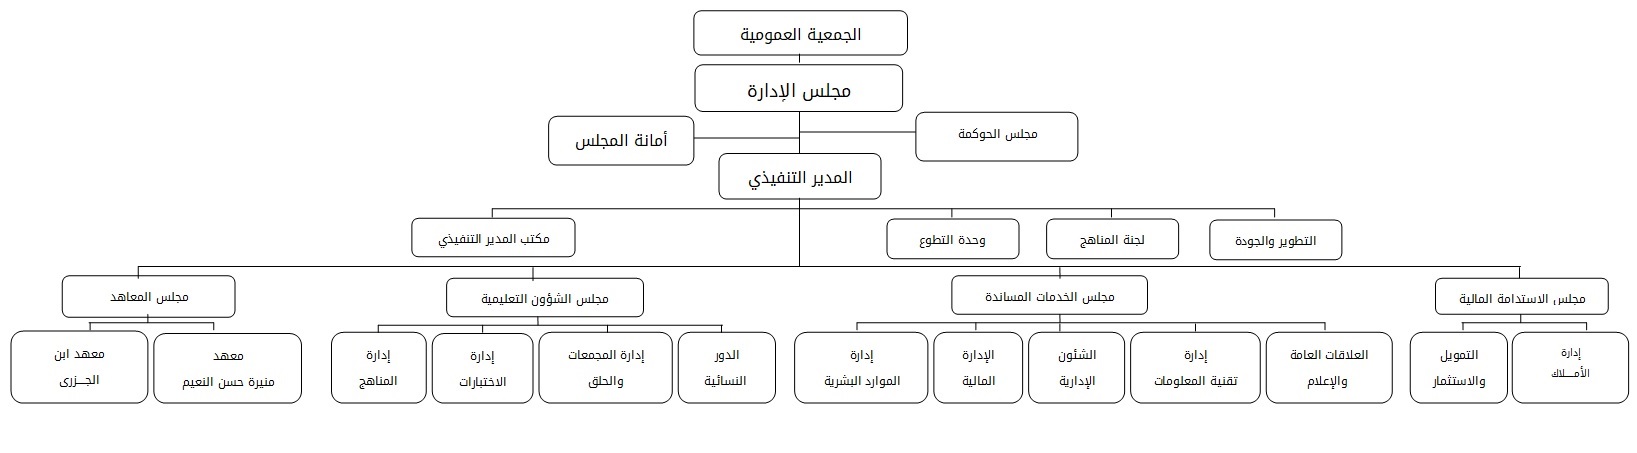 الجمعية العمومية
مجلس الإدارة
مجلس الحوكمة
أمانة المجلس
المدير التنفيذي
التطوير والجودة
لجنة المناهج
وحدة التطوع
مكتب المدير التنفيذي
مجلس الاستدامة المالية
مجلس الخدمات المساندة
مجلس الشؤون التعليمية
مجلس المعاهد
إدارة
الأمـــلاك
التمويل
والاستثمار
العلاقات العامة
والإعلام
إدارة
تقنية المعلومات
الشئون
الإدارية
الإدارة
المالية
إدارة
الموارد البشرية
الدور
النسائية
إدارة المجمعات
والحلق
إدارة
الاختبارات
إدارة
المناهج
معهد
منيرة حسن النعيم
معهد ابن
الجـــزرى